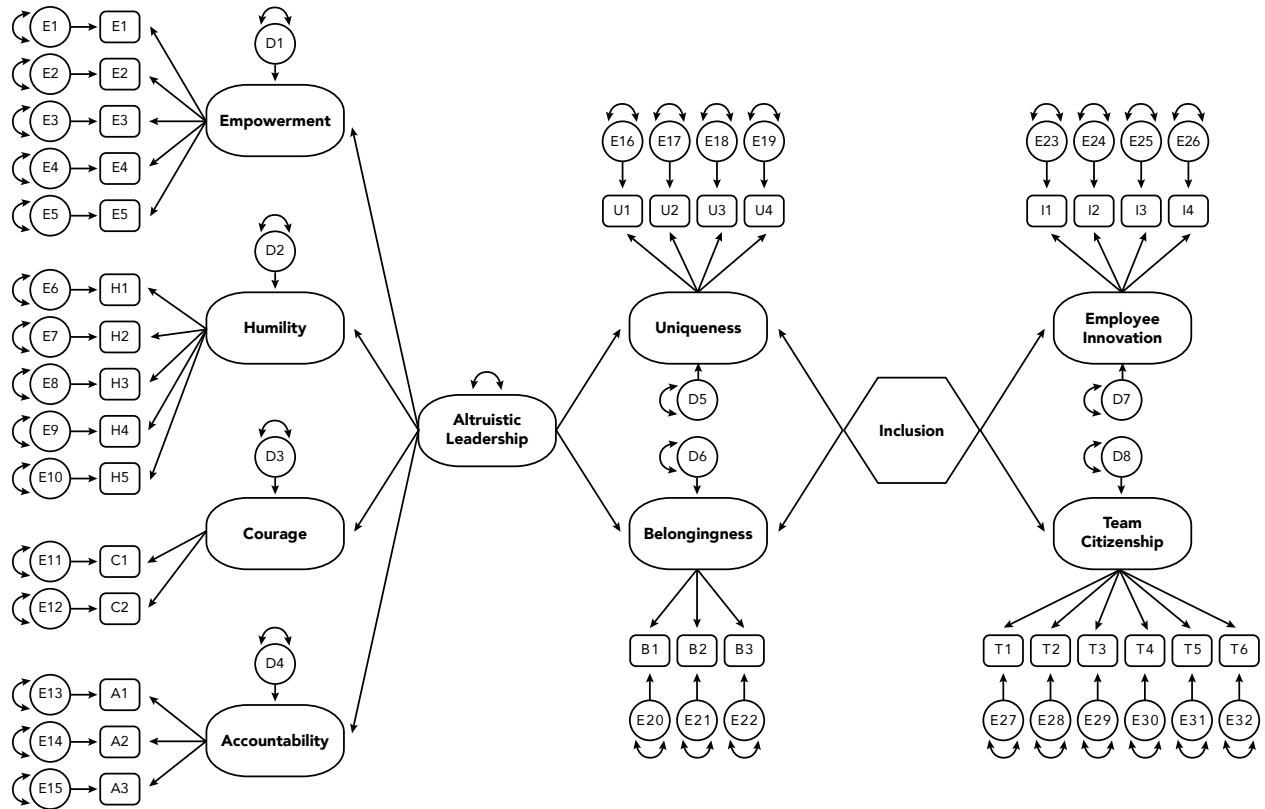 E1 E1
E2 E2
E3 E3
E4 E4
E5 E5
D1
Empowerment
E6 H1
E7 H2
E8 H3
E9 H4
E10 H5
D2
Humility
E11 C1
E12 C2
D3
Courage
E13 A1
E14 A2
E15 A3
D4
Accountability
Altruistic
Leadership
E16 E17 E18 E19
U1 U2 U3 U4
Uniqueness
D5
D6
Belongingness
B1 B2 B3
E20 E21 E22
Inclusion
E23 E24 E25 E26
I1 I2 I3 I4
Employee
Innovation
D7
D8
Team
Citizenship
T1 T2 T3 T4 T5 T6
E27 E28 E29 E30 E31 E32